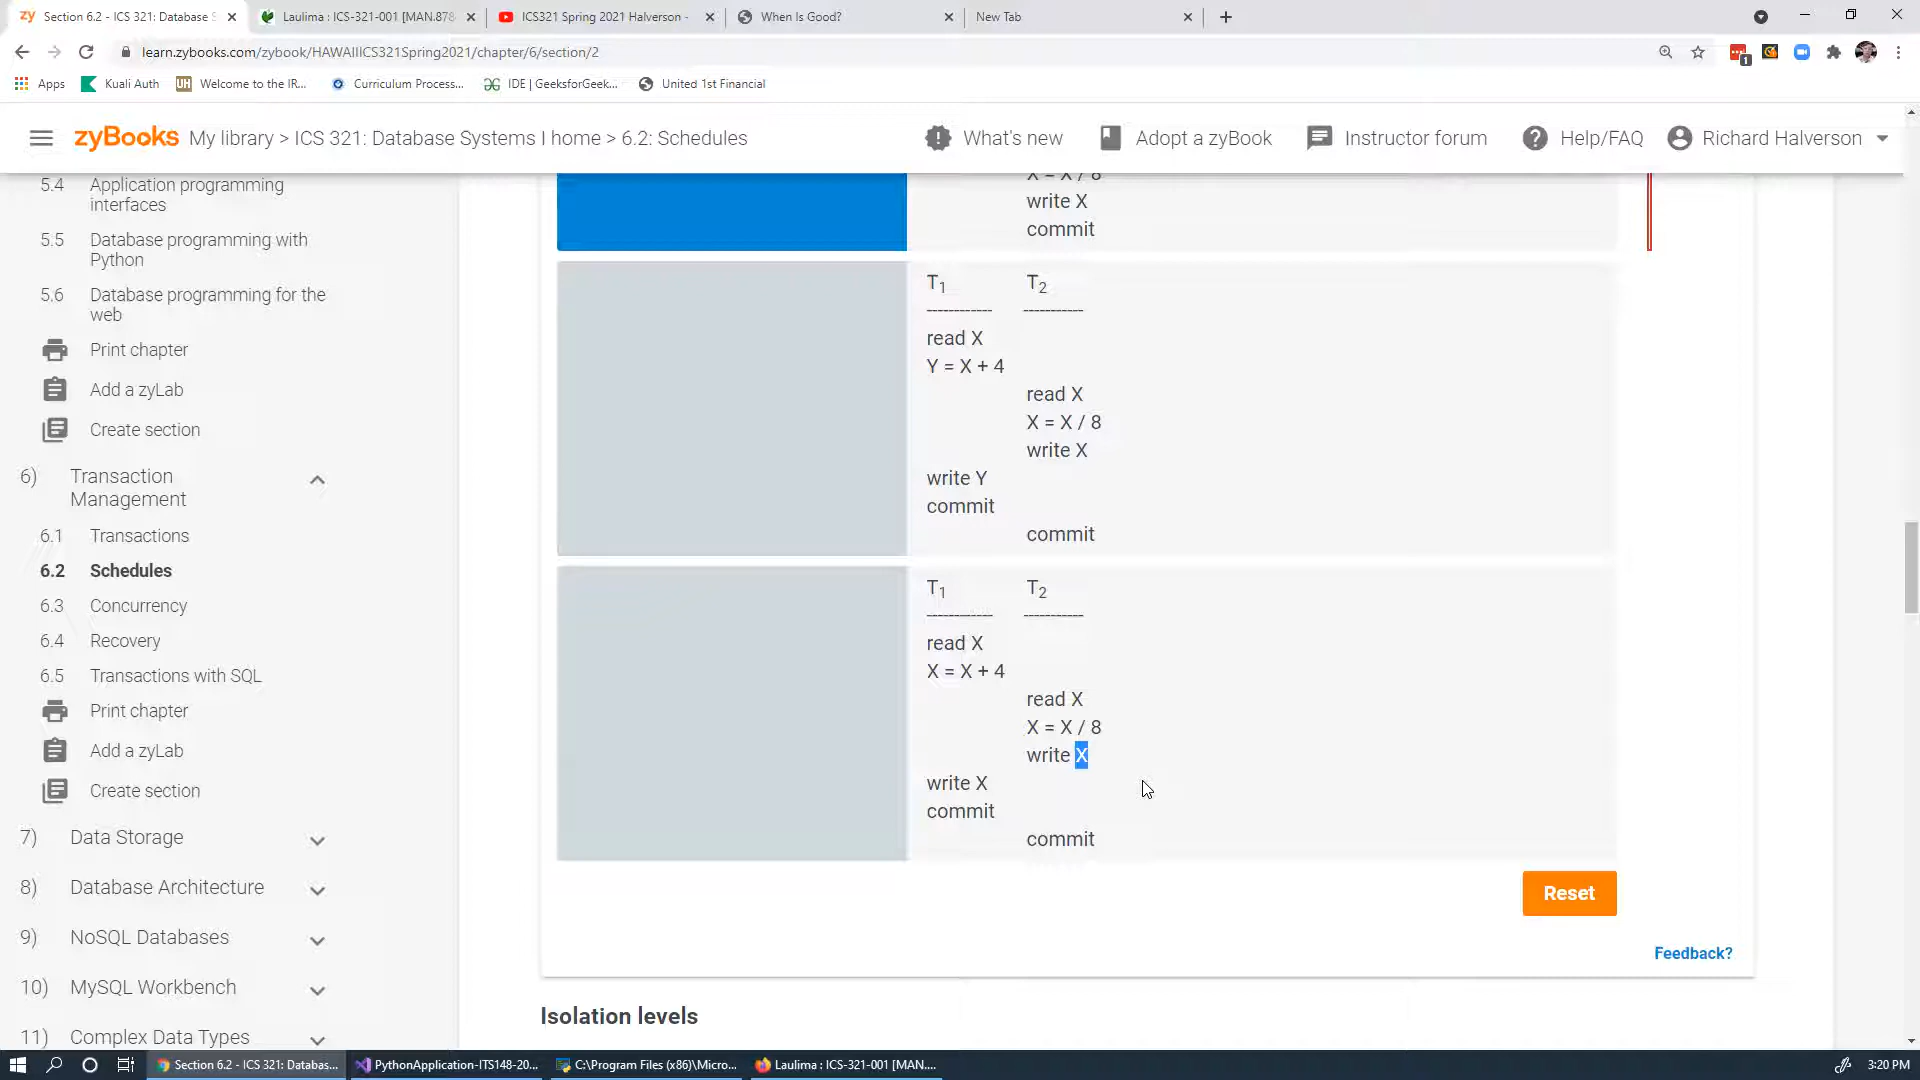 Section 6.2 - ICS 321: Database S
Laulima : ICS-321-001 [MAN.878
ICS321 Spring 2021 Halverson -
When Is Good?
New Tab
learn.zybooks.com/zybook/HAWAIIICS321Spring2021/chapter/6/section/2
1
Apps
Kuali Auth
UH
Welcome to the IR...
Curriculum Process...
IDE | GeeksforGeek...
United 1st Financial
zyBooks My library > ICS 321: Database Systems I home > 6.2: Schedules
What's new
Adopt a zyBook
Instructor forum
Help/FAQ
Richard Halverson
5.4 Application programming
interfaces
5.5 Database programming with
Python
5.6 Database programming for the
web
Print chapter
Add a zyLab
Create section
6) Transaction
Management
6.1 Transactions
6.2 Schedules
6.3 Concurrency
6.4 Recovery
6.5 Transactions with SQL
Print chapter
Add a zyLab
Create section
7) Data Storage
8) Database Architecture
9) NoSQL Databases
10) MySQL Workbench
11) Complex Data Types
X = X / 8
write X
commit
T1 T2
------------ -----------
read X
Y = X + 4
read X
X = X / 8
write X
write Y
commit
commit
T1 T2
------------ -----------
read X
X = X + 4
read X
X = X / 8
write X
write X
commit
commit
Reset
Feedback?
Isolation levels
Section 6.2 - ICS 321: Databas...
PythonApplication-ITS148-20...
C:\Program Files (x86)\Micro...
Laulima : ICS-321-001 [MAN....
3:20 PM